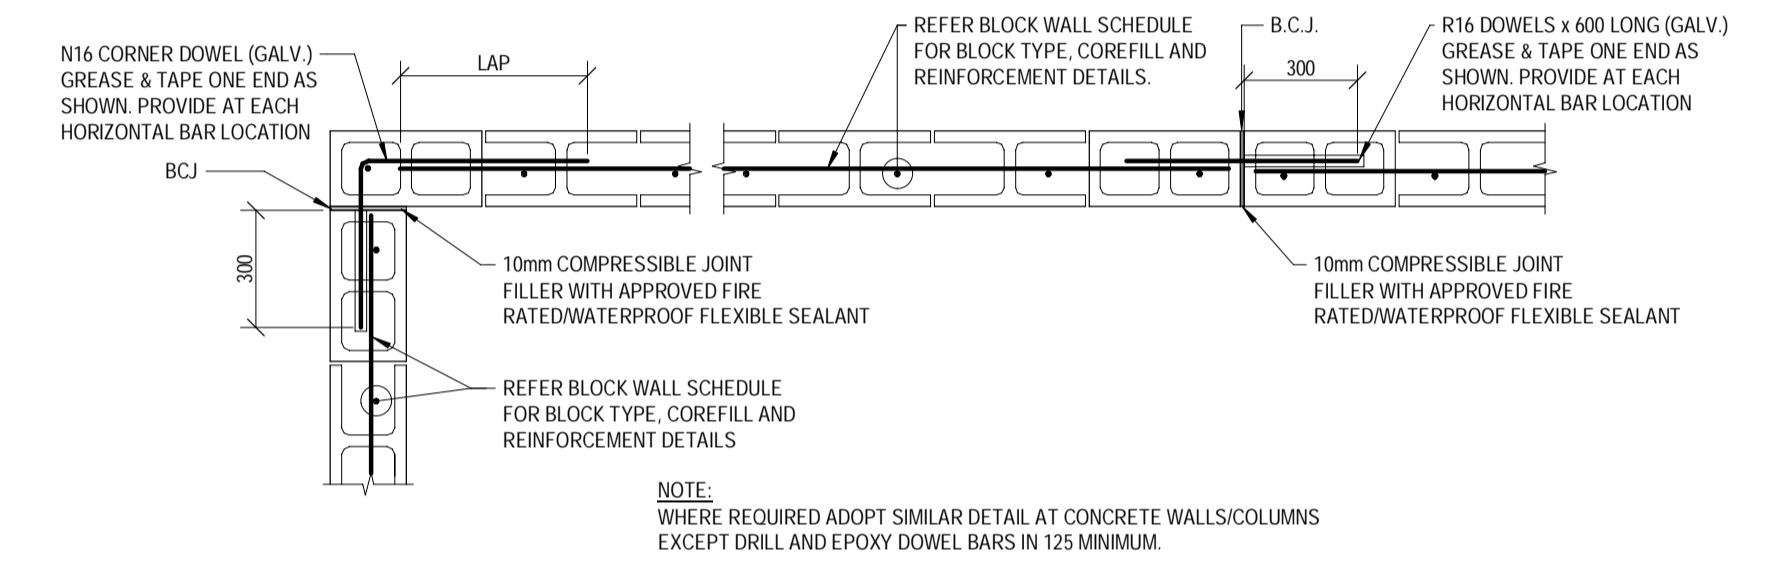 N16 CORNER DOWEL (GALV.)
GREASE & TAPE ONE END AS
SHOWN. PROVIDE AT EACH
HORIZONTAL BAR LOCATION
LAP
REFER BLOCK WALL SCHEDULE
FOR BLOCK TYPE, COREFILL AND
REINFORCEMENT DETAILS.
B.C.J.
300
R16 DOWELS x 600 LONG (GALV.)
GREASE & TAPE ONE END AS
SHOWN. PROVIDE AT EACH
HORIZONTAL BAR LOCATION
BCJ
300
10mm COMPRESSIBLE JOINT
FILLER WITH APPROVED FIRE
RATED/WATERPROOF FLEXIBLE SEALANT
10mm COMPRESSIBLE JOINT
FILLER WITH APPROVED FIRE
RATED/WATERPROOF FLEXIBLE SEALANT
REFER BLOCK WALL SCHEDULE
FOR BLOCK TYPE, COREFILL AND
REINFORCEMENT DETAILS
NOTE:
WHERE REQUIRED ADOPT SIMILAR DETAIL AT CONCRETE WALLS/COLUMNS
EXCEPT DRILL AND EPOXY DOWEL BARS IN 125 MINIMUM.